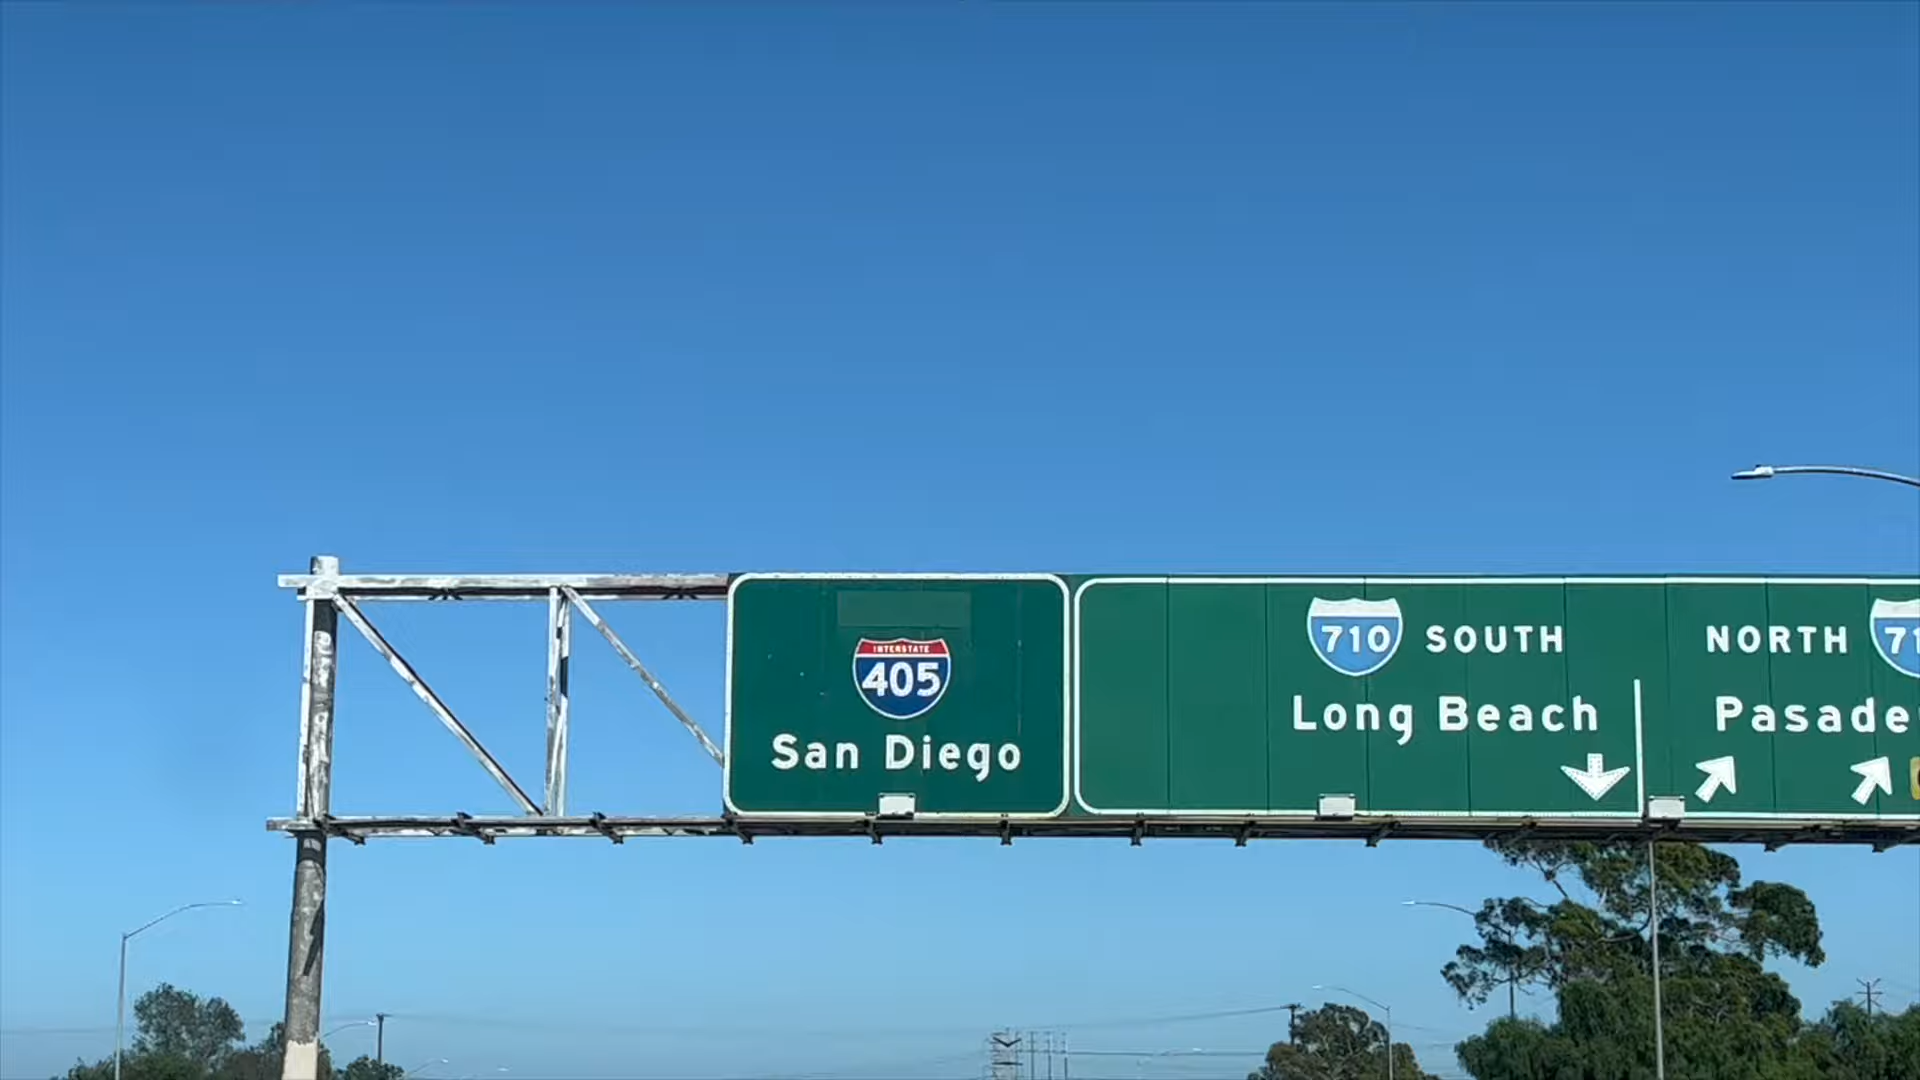 INTERSTATE
405
San Diego
710 SOUTH
Long Beach
NORTH